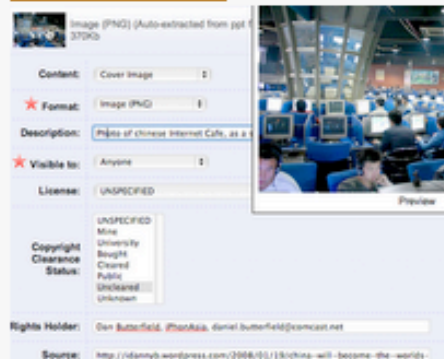 Image (PNG) (Auto-extracted from ppt
370Kb
Content: Cover Image
Format: Image (PNG)
Description: Photo of chinese Internet Cafe, as a
Visible to: Anyone
Preview
License: UNSPECIFIED
UNSPECIFIED
Mine
University
Bought
Copyright Clearance Status:
Cleared
Public
Uncleared
Unknown
Rights Holder: Dan Butterfield, iPhonAsia, daniel.butterfield@comcast.net
Source: http://idannyb.wordpress.com/2008/01/19/china-will-become-the-worlds-